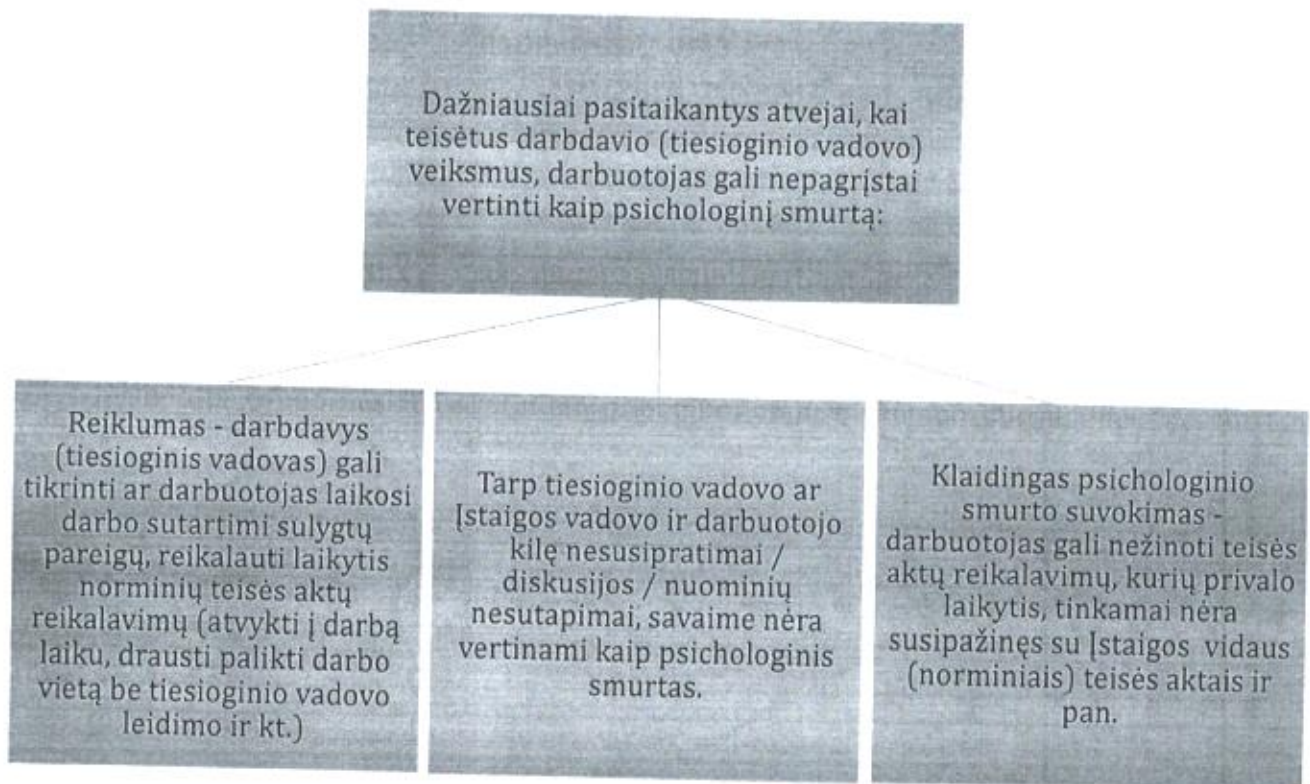 Dažniausiai pasitaikantys atvejai, kai
teisėtus darbdavio (tiesioginio vadovo)
veiksmus, darbuotojas gali nepagrįstai
vertinti kaip psichologinį smurtą:
Reiklumas - darbdavys
(tiesioginis vadovas) gali
tikrinti ar darbuotojas laikosi
darbo sutartimi sulygtų
pareigų, reikalauti laikytis
norminių teisės aktų
reikalavimų (atvykti į darbą
laiku, drausti palikti darbo
vietą be tiesioginio vadovo
leidimo ir kt.)
Tarp tiesioginio vadovo ar
Įstaigos vadovo ir darbuotojo
kilę nesusipratimai /
diskusijos / nuominių
nesutapimai, savaime nėra
vertinami kaip psichologinis
smurtas.
Klaidingas psichologinio
smurto suvokimas -
darbuotojas gali nežinoti teisės
aktų reikalavimų, kurių privalo
laikytis, tinkamai nėra
susipažinęs su Įstaigos vidaus
(norminiais) teisės aktais ir
pan.